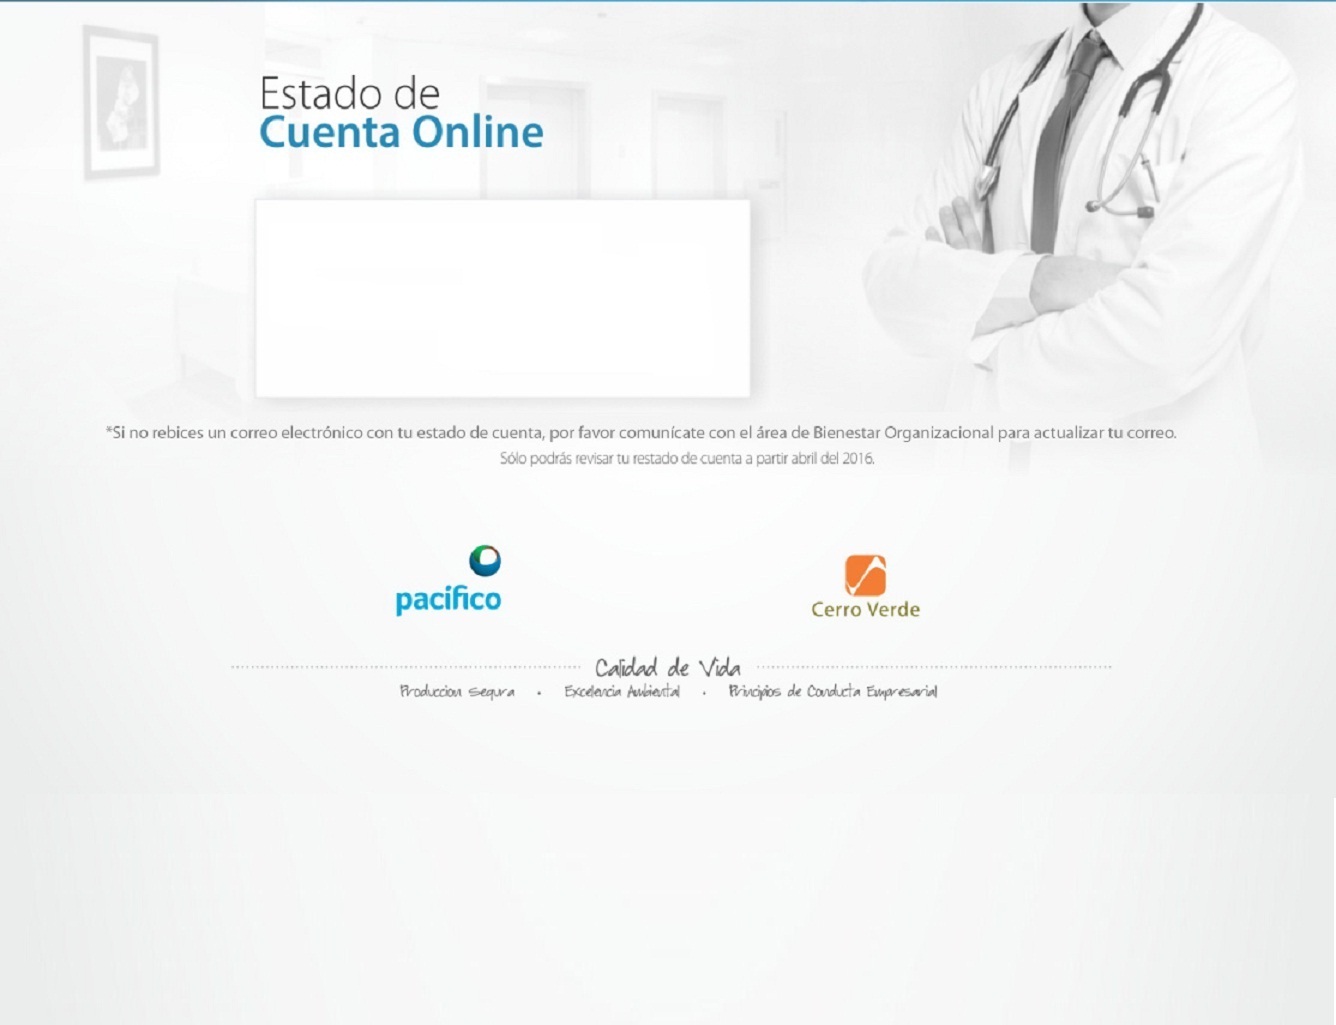 Estado de
Cuenta Online
*Si no rebices un correo electrónico con tu estado de cuenta, por favor comunícate con el área de Bienestar Organizacional para actualizar tu correo.
Sólo podrás revisar tu restado de cuenta a partir abril del 2016.
pacifico
Cerro Verde
Calidad de Vida
Produccion Segura • Excelencia Ambiental • Principios de Conducta Empresarial